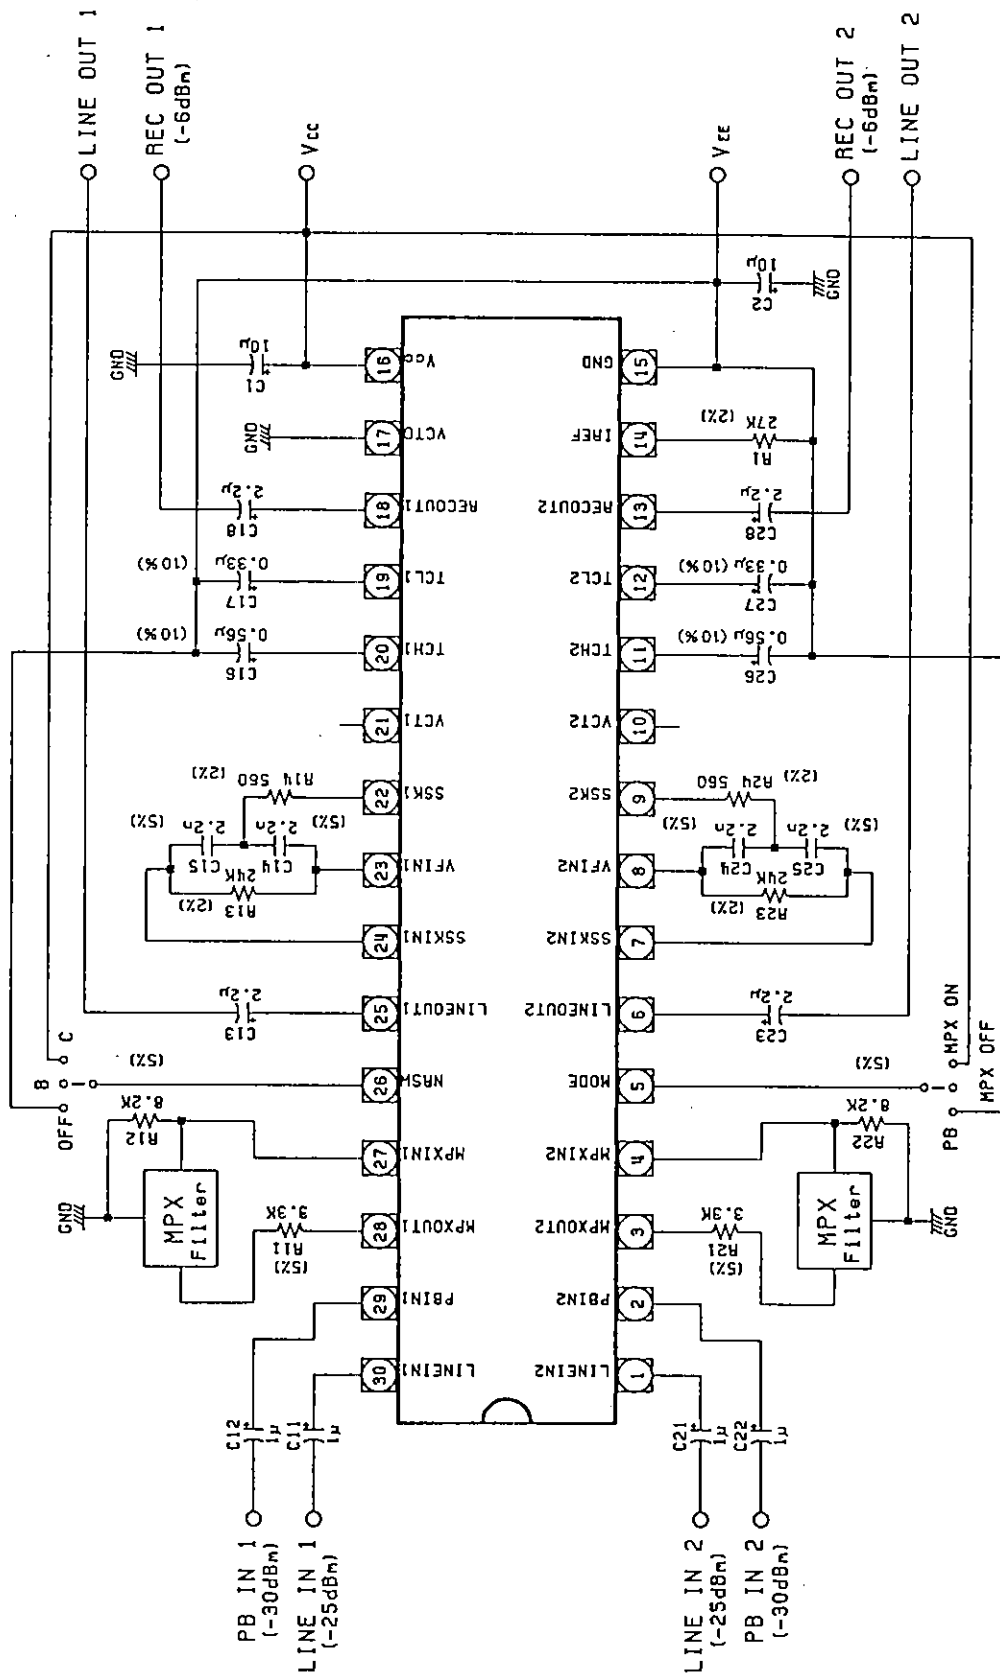 LINE OUT 1
REC OUT 1
(-6dBm)
Vcc
VEE
REC OUT 2
(-6dBm)
LINE OUT 2
GND
10μ
C1
GND
10μ
C2
GND
16
Vcc
17
VCTC
18
RECOUT1
2.2μ
C18
19
TCL1
0.33μ (10%)
C17
20
TCH1
0.56μ (10%)
C16
21
VCT1
22
SSK1
R14
560
(2%)
23
VFIN1
2.2n
C15
(5%)
2.2n
C14
(5%)
24K
R13
(2%)
24
SSKIN1
25
LINEOUT1
2.2μ
C13
26
NRSW
OFF
B
C
27
MPXIN1
8.2K
R12
(5%)
GND
MPX
Filter
28
MPXOUT1
3.3K
R11
(5%)
29
PBIN1
30
LINEIN1
C12
1μ
C11
1μ
PB IN 1
(-30dBm)
LINE IN 1
(-25dBm)
15
GND
14
IREF
27K
R1
(2%)
13
RECOUT2
2.2μ
C28
12
TCL2
0.33μ (10%)
C27
11
TCH2
0.56μ (10%)
C26
10
VCT2
9
SSK2
R24
560
(2%)
8
VFIN2
2.2n
C24
(5%)
2.2n
C25
(5%)
24K
R23
(2%)
7
SSKIN2
6
LINEOUT2
2.2μ
C23
5
MODE
PB
MPX OFF
MPX ON
4
MPXIN2
8.2K
R22
(5%)
GND
MPX
Filter
3
MPXOUT2
3.3K
R21
(5%)
2
PBIN2
1
LINEIN2
C21
1μ
C22
1μ
LINE IN 2
(-25dBm)
PB IN 2
(-30dBm)